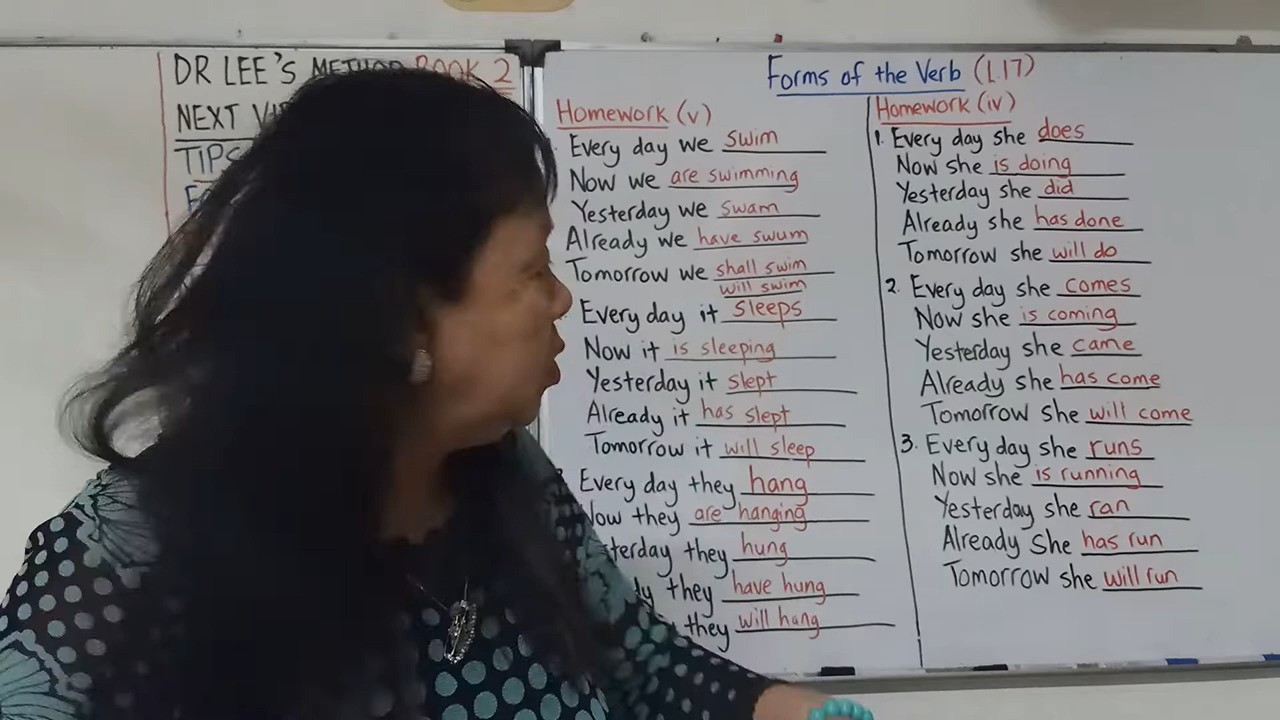 DR LEE'S METHOD BOOK 2
NEXT
TIPS
Forms of the Verb (L17)
Homework (v)
Every day we swim
Now we are swimming
Yesterday we swam
Already we have swum
Tomorrow we shall swim
will swim
Every day it sleeps
Now it is sleeping
Yesterday it slept
Already it has slept
Tomorrow it will sleep
Every day they hang
Now they are hanging
they hung
they have hung
they will hang
Homework (iv)
1. Every day she does
Now she is doing
Yesterday she did
Already she has done
Tomorrow she will do
2. Every day she comes
Now she is coming
Yesterday she came
Already she has come
Tomorrow she will come
3. Every day she runs
Now she is running
Yesterday she ran
Already She has run
Tomorrow she will run